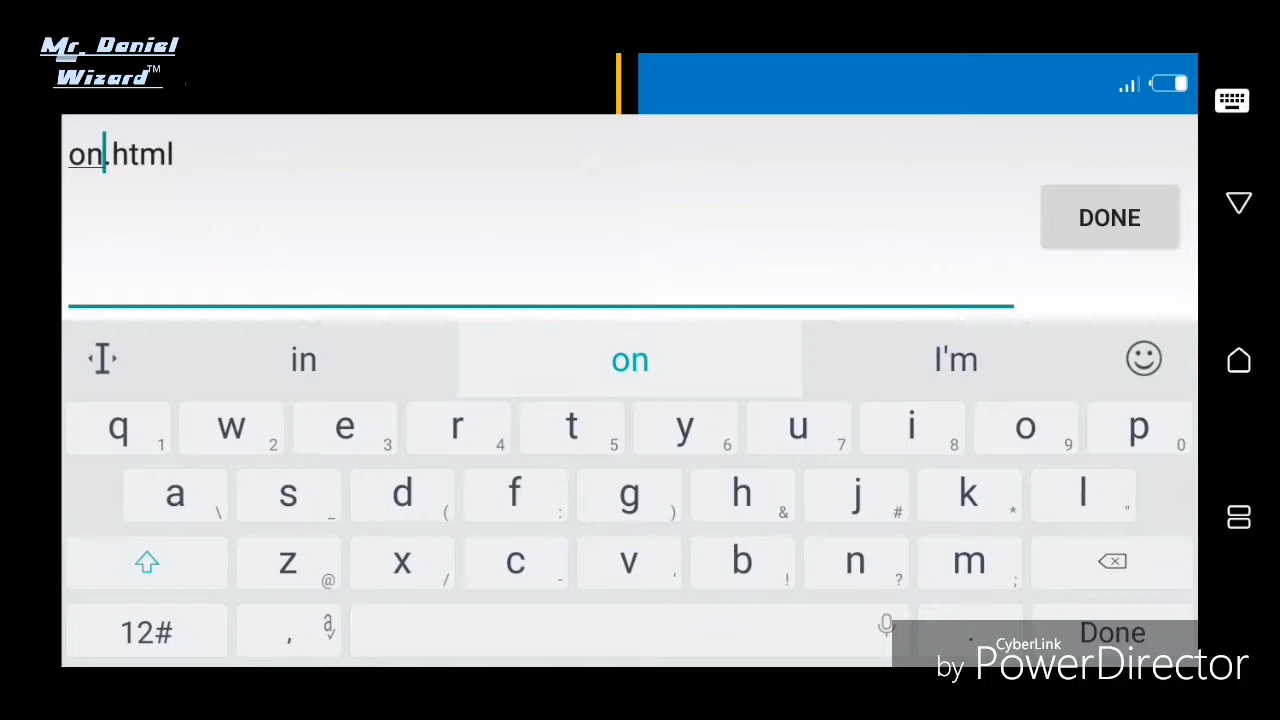 Mr. Daniel
Wizard™
on.html
DONE
in on I'm
q 1 w 2 e 3 r 4 t 5 y 6 u 7 i 8 o 9 p 0
a \ s _ d ( f : g ) h & j # k * l "
z @ x / c - v ' b ! n ? m ;
12# , a . Done
CyberLink
by PowerDirector